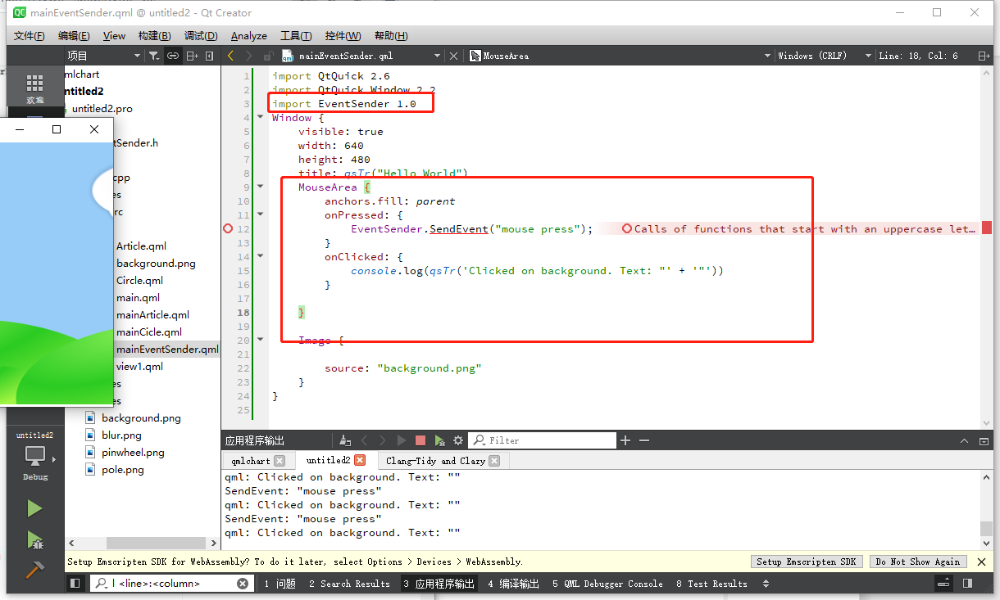 mainEventSender.qml @ untitled2 - Qt Creator
文件(F) 编辑(E) View 构建(B) 调试(D) Analyze 工具(T) 控件(W) 帮助(H)
项目 mainEventSender.qml MouseArea Windows (CRLF) Line: 18, Col: 6
欢迎
mlchart
ntitled2
untitled2.pro
tSender.h
cpp
es
rc
Article.qml
background.png
Circle.qml
main.qml
mainArticle.qml
mainCicle.qml
mainEventSender.qml
view1.qml
es
es
background.png
blur.png
pinwheel.png
pole.png
1 import QtQuick 2.6
2 import QtQuick.Window 2.2
3 import EventSender 1.0
4 Window {
5 visible: true
6 width: 640
7 height: 480
8 title: qsTr("Hello World")
9 MouseArea {
10 anchors.fill: parent
11 onPressed: {
12 EventSender.SendEvent("mouse press"); Calls of functions that start with an uppercase let…
13 }
14 onClicked: {
15 console.log(qsTr('Clicked on background. Text: "' + '"'))
16 }
17
18 }
19
20 Image {
21
22 source: "background.png"
23 }
24 }
25
untitled2
Debug
应用程序输出 Filter
qmlchart untitled2 Clang-Tidy and Clazy
qml: Clicked on background. Text: ""
SendEvent: "mouse press"
qml: Clicked on background. Text: ""
SendEvent: "mouse press"
qml: Clicked on background. Text: ""
Setup Emscripten SDK for WebAssembly? To do it later, select Options > Devices > WebAssembly. Setup Emscripten SDK Do Not Show Again
l <line>:<column> 1 问题 2 Search Results 3 应用程序输出 4 编译输出 5 QML Debugger Console 8 Test Results